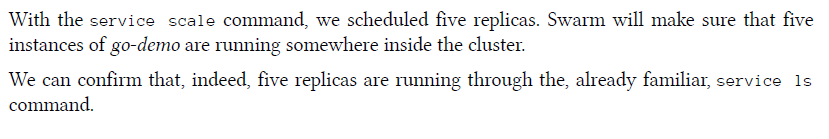 With the service scale command, we scheduled five replicas. Swarm will make sure that five
instances of go-demo are running somewhere inside the cluster.
We can confirm that, indeed, five replicas are running through the, already familiar, service ls
command.